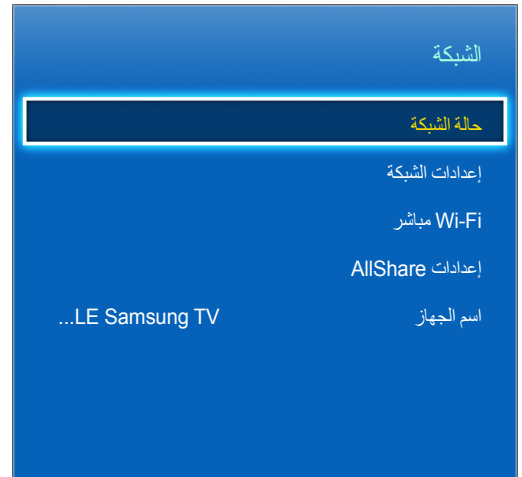 الشبكة
حالة الشبكة
إعدادات الشبكة
Wi-Fi مباشر
إعدادات AllShare
اسم الجهاز LE Samsung TV...